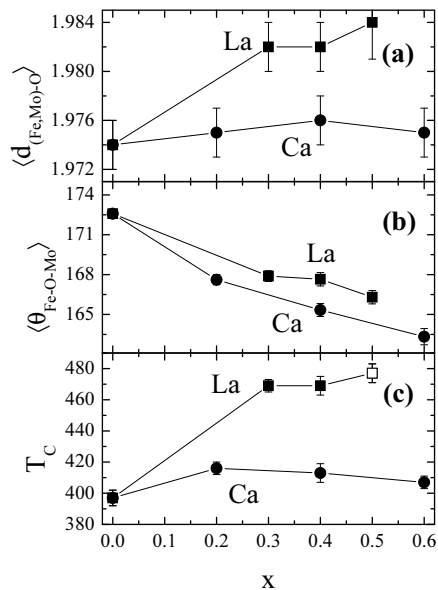 1.984
1.980
1.976
1.972
⟨d(Fe,Mo)-O⟩
La
(a)
Ca
172
168
165
⟨θFe-O-Mo⟩
(b)
La
Ca
480
460
440
420
400
380
TC
La
(c)
Ca
0.0 0.1 0.2 0.3 0.4 0.5 0.6
x